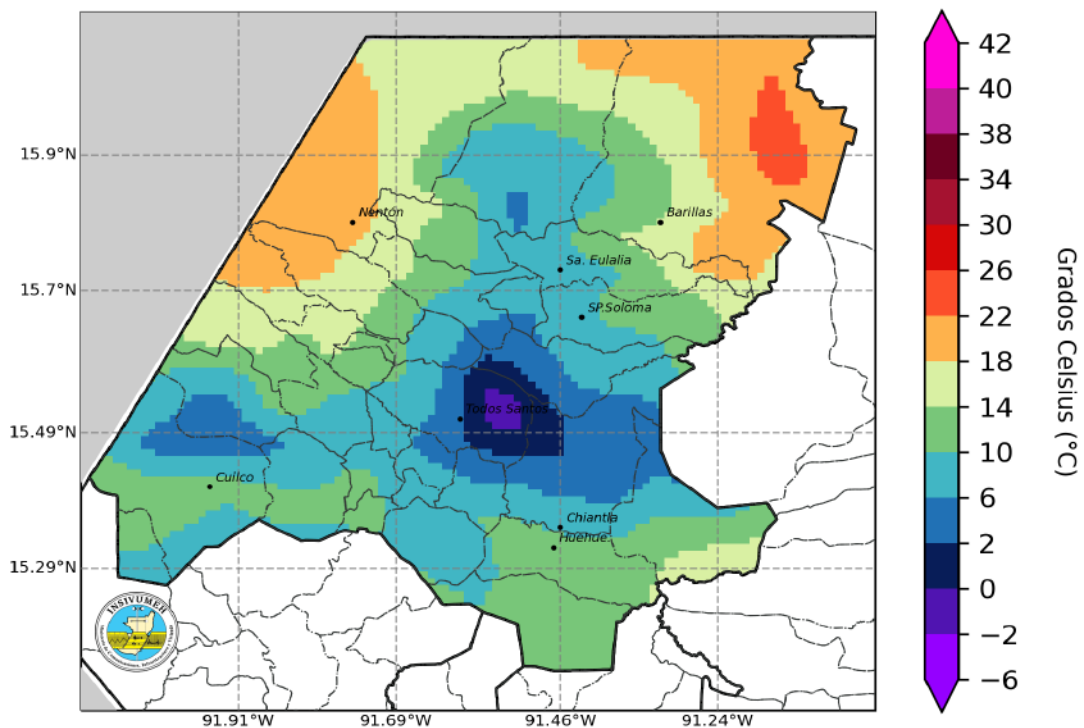 15.9°N
15.7°N
15.49°N
15.29°N
Nentón
Barillas
Sa. Eulalia
SP.Soloma
Todos Santos
Cuilco
Chiantla
Huehue.
INSIVUMEH
91.91°W
91.69°W
91.46°W
91.24°W
42
40
38
34
30
26
22
18
14
10
6
2
0
−2
−6
Grados Celsius (°C)